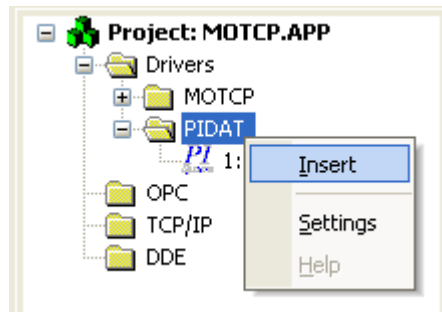 Project: MOTCP.APP
Drivers
MOTCP
PIDAT
PI 1:
Insert
OPC
TCP/IP
Settings
DDE
Help